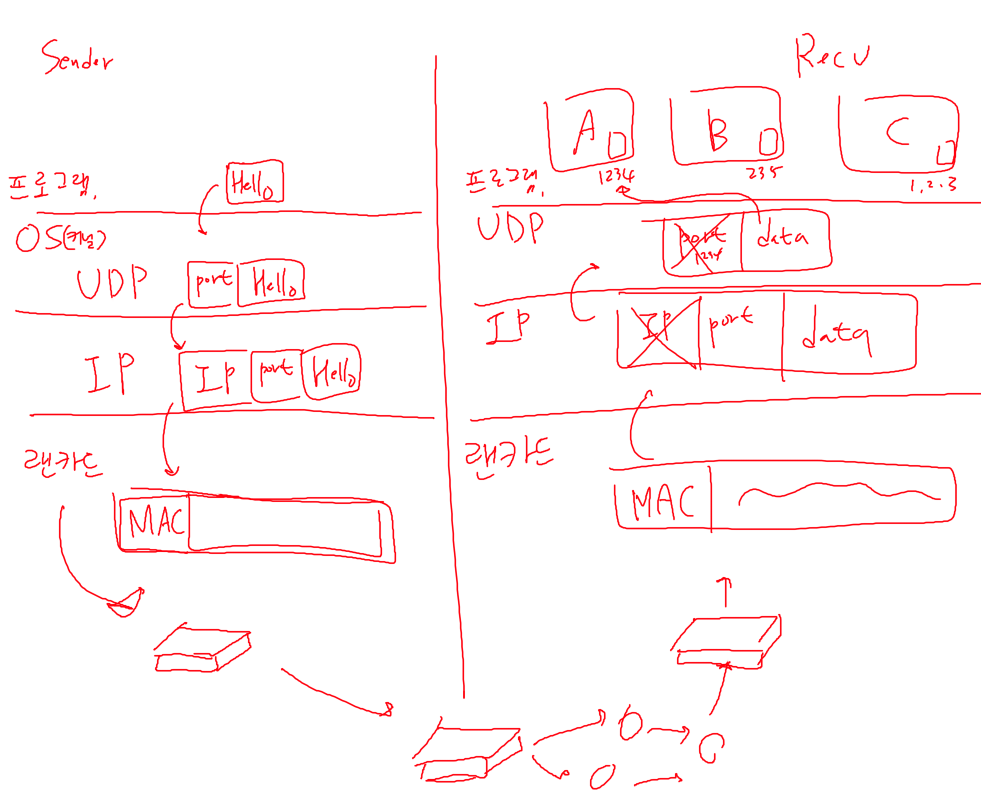 Sender
프로그램.
Hello
OS(커널)
UDP
port Hello
IP
IP port Hello
랜카드
MAC
Recv
A B C
1234 235 1,2,3
프로그램.
UDP
port data
1234
IP
IP port data
랜카드
MAC